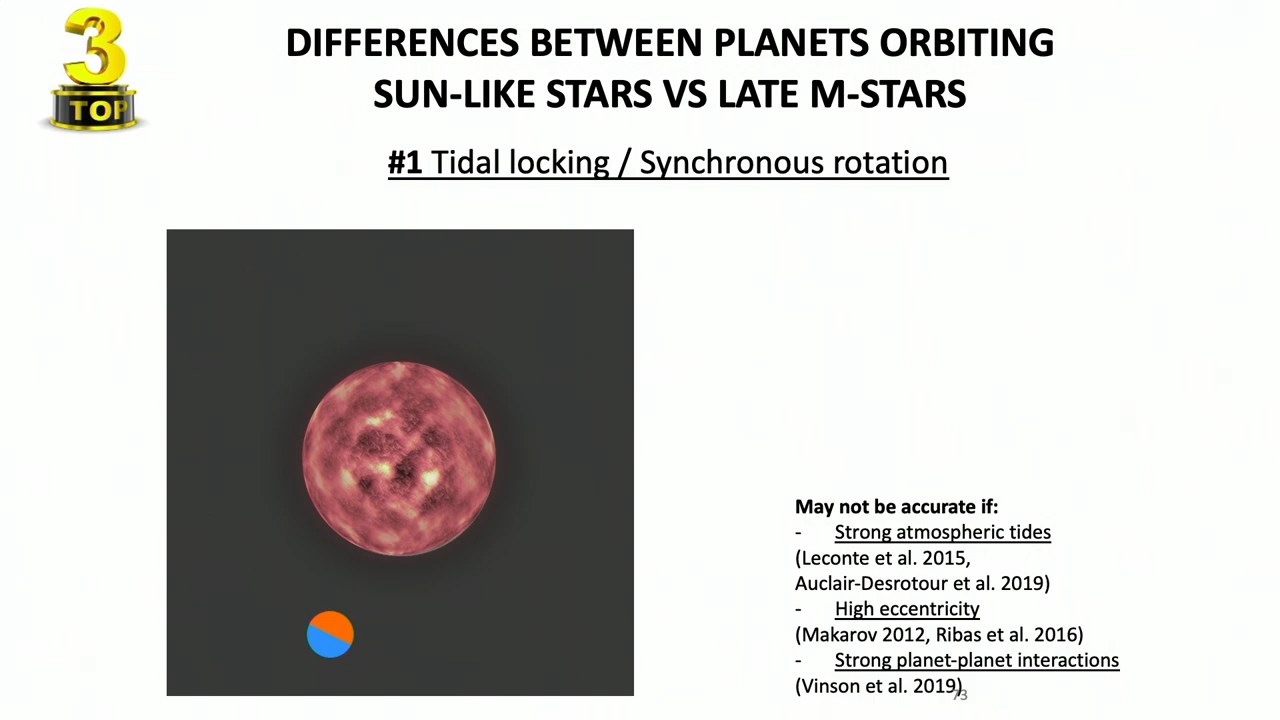 3
TOP
DIFFERENCES BETWEEN PLANETS ORBITING
SUN-LIKE STARS VS LATE M-STARS
#1 Tidal locking / Synchronous rotation
May not be accurate if:
- Strong atmospheric tides
(Leconte et al. 2015,
Auclair-Desrotour et al. 2019)
- High eccentricity
(Makarov 2012, Ribas et al. 2016)
- Strong planet-planet interactions
(Vinson et al. 2019)
73